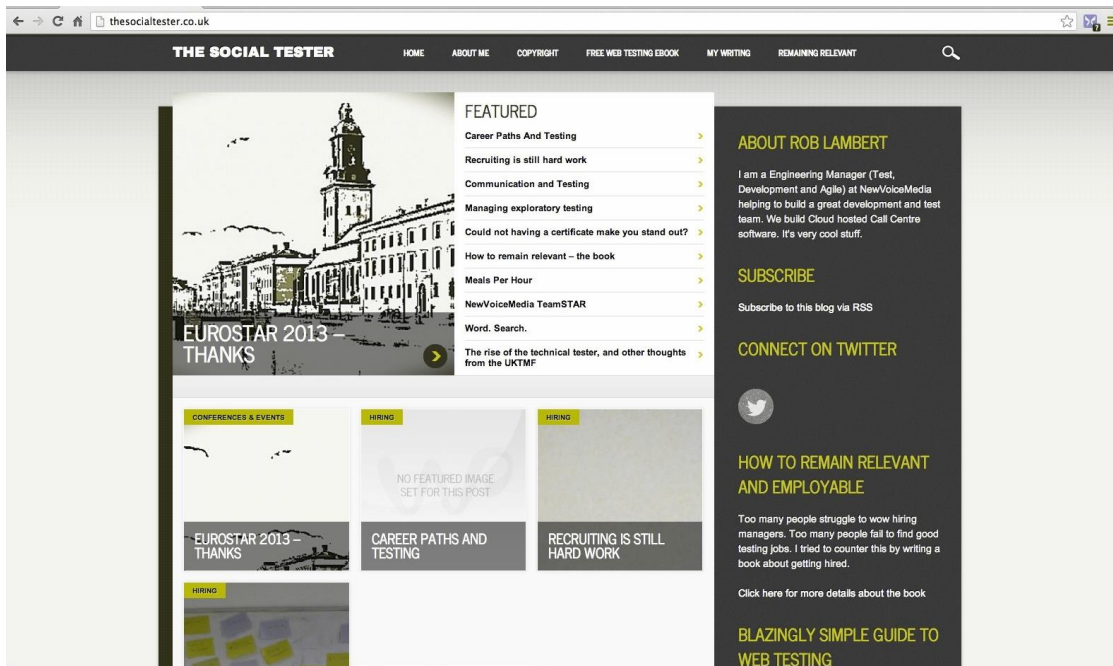 thesocialtester.co.uk
THE SOCIAL TESTER
HOME
ABOUT ME
COPYRIGHT
FREE WEB TESTING EBOOK
MY WRITING
REMAINING RELEVANT
EUROSTAR 2013 –
THANKS
FEATURED
Career Paths And Testing
Recruiting is still hard work
Communication and Testing
Managing exploratory testing
Could not having a certificate make you stand out?
How to remain relevant – the book
Meals Per Hour
NewVoiceMedia TeamSTAR
Word. Search.
The rise of the technical tester, and other thoughts
from the UKTMF
CONFERENCES & EVENTS
EUROSTAR 2013 –
THANKS
HIRING
NO FEATURED IMAGE
SET FOR THIS POST
CAREER PATHS AND
TESTING
HIRING
RECRUITING IS STILL
HARD WORK
HIRING
ABOUT ROB LAMBERT
I am a Engineering Manager (Test,
Development and Agile) at NewVoiceMedia
helping to build a great development and test
team. We build Cloud hosted Call Centre
software. It's very cool stuff.
SUBSCRIBE
Subscribe to this blog via RSS
CONNECT ON TWITTER
HOW TO REMAIN RELEVANT
AND EMPLOYABLE
Too many people struggle to wow hiring
managers. Too many people fail to find good
testing jobs. I tried to counter this by writing a
book about getting hired.
Click here for more details about the book
BLAZINGLY SIMPLE GUIDE TO
WEB TESTING